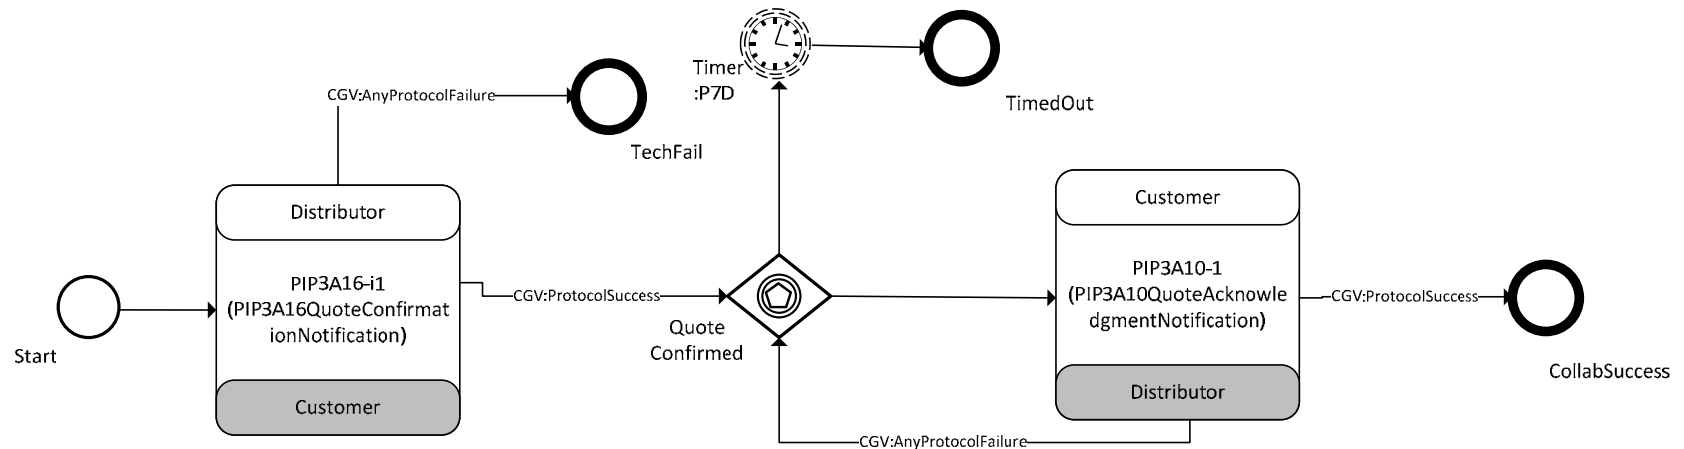 Timer
:P7D
TimedOut
CGV:AnyProtocolFailure
TechFail
Start
Distributor
PIP3A16-i1
(PIP3A16QuoteConfirmat
ionNotification)
Customer
CGV:ProtocolSuccess
Quote
Confirmed
Customer
PIP3A10-1
(PIP3A10QuoteAcknowle
dgmentNotification)
Distributor
CGV:ProtocolSuccess
CollabSuccess
CGV:AnyProtocolFailure